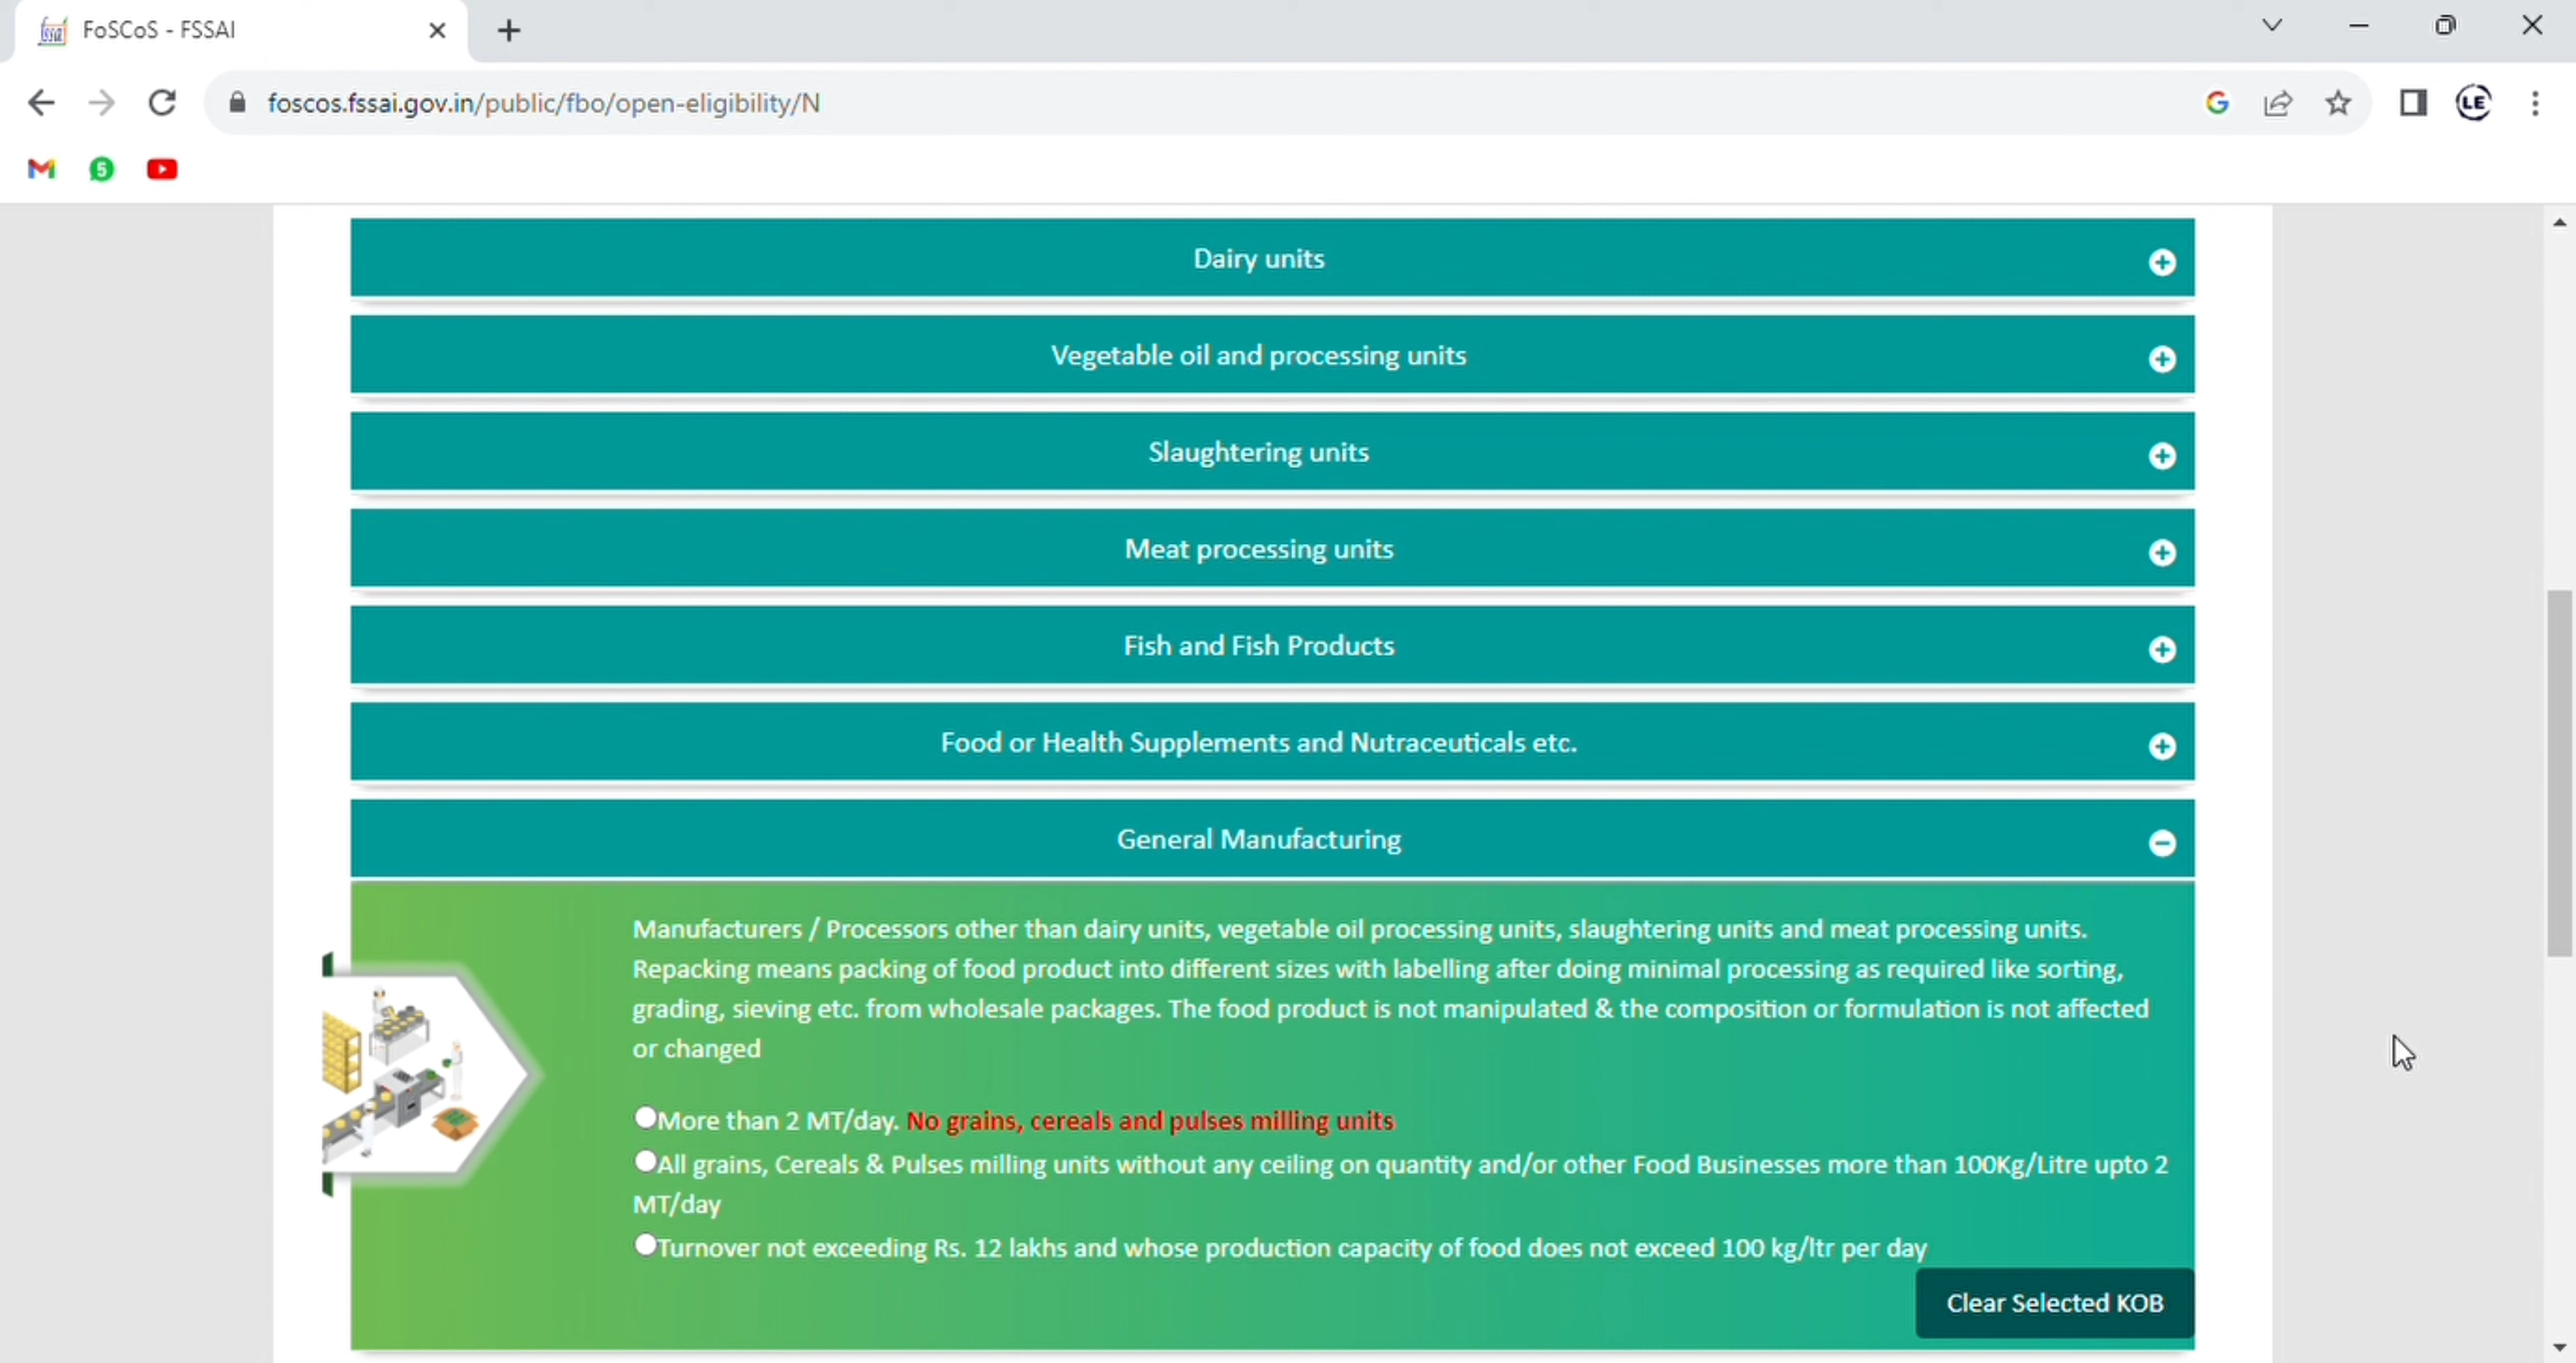 FoSCoS - FSSAI
foscos.fssai.gov.in/public/fbo/open-eligibility/N
LE
5
Dairy units
Vegetable oil and processing units
Slaughtering units
Meat processing units
Fish and Fish Products
Food or Health Supplements and Nutraceuticals etc.
General Manufacturing
Manufacturers / Processors other than dairy units, vegetable oil processing units, slaughtering units and meat processing units.
Repacking means packing of food product into different sizes with labelling after doing minimal processing as required like sorting,
grading, sieving etc. from wholesale packages. The food product is not manipulated & the composition or formulation is not affected
or changed
More than 2 MT/day. No grains, cereals and pulses milling units
All grains, Cereals & Pulses milling units without any ceiling on quantity and/or other Food Businesses more than 100Kg/Litre upto 2
MT/day
Turnover not exceeding Rs. 12 lakhs and whose production capacity of food does not exceed 100 kg/ltr per day
Clear Selected KOB